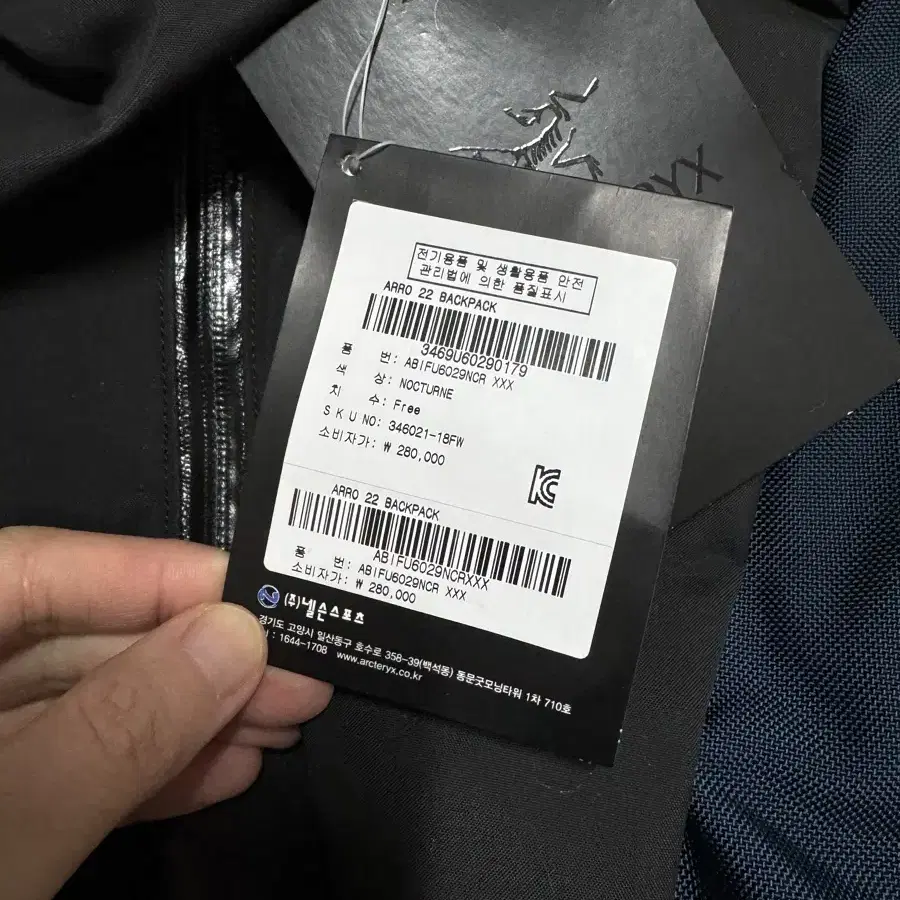 전기용품 및 생활용품 안전
관리법에 의한 품질표시
ARRO 22 BACKPACK
3469U60290179
품 번: ABIFU6029NCR XXX
색 상: NOCTURNE
치 수: Free
SKU NO: 346021-18FW
소비자가: ₩ 280,000
ARRO 22 BACKPACK
ABIFU6029NCRXXX
품 번: ABIFU6029NCR XXX
소비자가: ₩ 280,000
(주)넬슨스포츠
경기도 고양시 일산동구 호수로 358-39(백석동) 동문굿모닝타워 1차 710호
: 1644-1708 www.arcteryx.co.kr